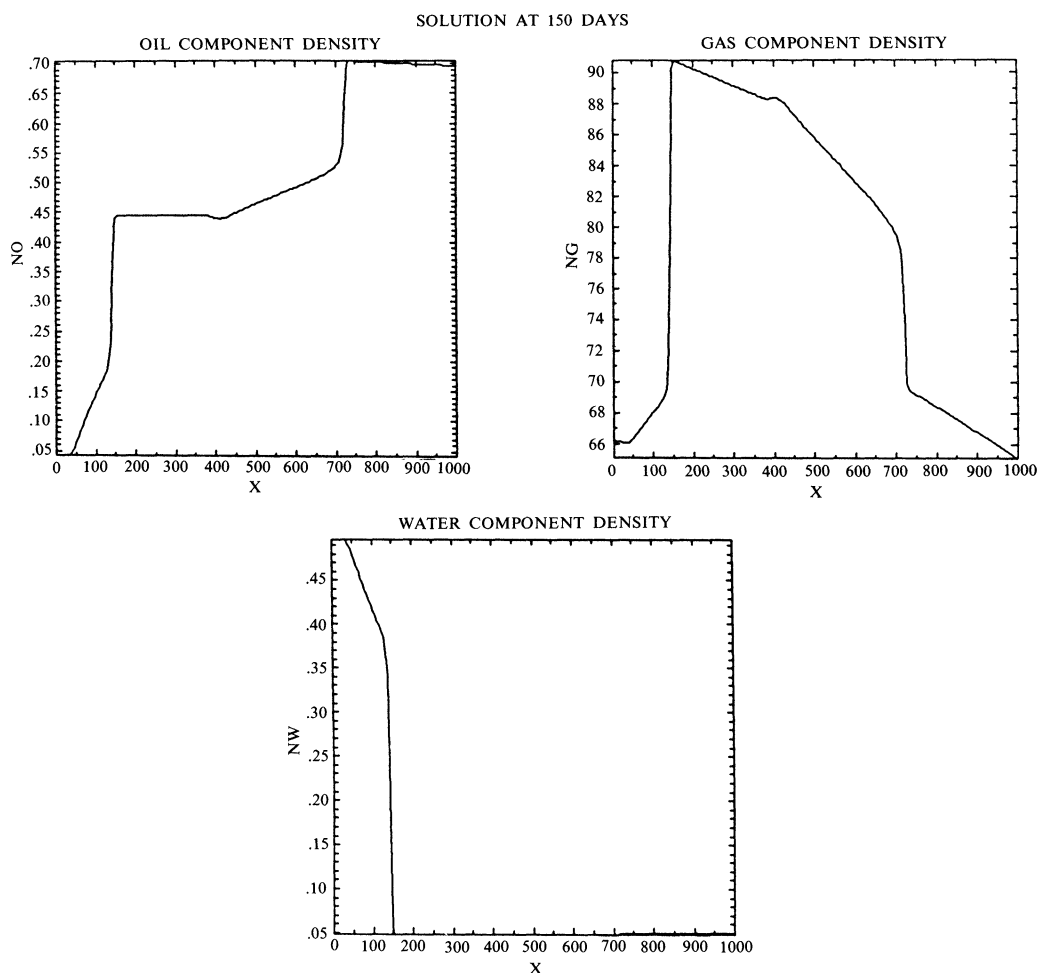 SOLUTION AT 150 DAYS
OIL COMPONENT DENSITY
.70
.65
.60
.55
.50
.45
.40
.35
.30
.25
.20
.15
.10
.05
NO
0 100 200 300 400 500 600 700 800 900 1000
X
GAS COMPONENT DENSITY
90
88
86
84
82
80
78
76
74
72
70
68
66
NG
0 100 200 300 400 500 600 700 800 900 1000
X
WATER COMPONENT DENSITY
.45
.40
.35
.30
.25
.20
.15
.10
.05
NW
0 100 200 300 400 500 600 700 800 900 1000
X